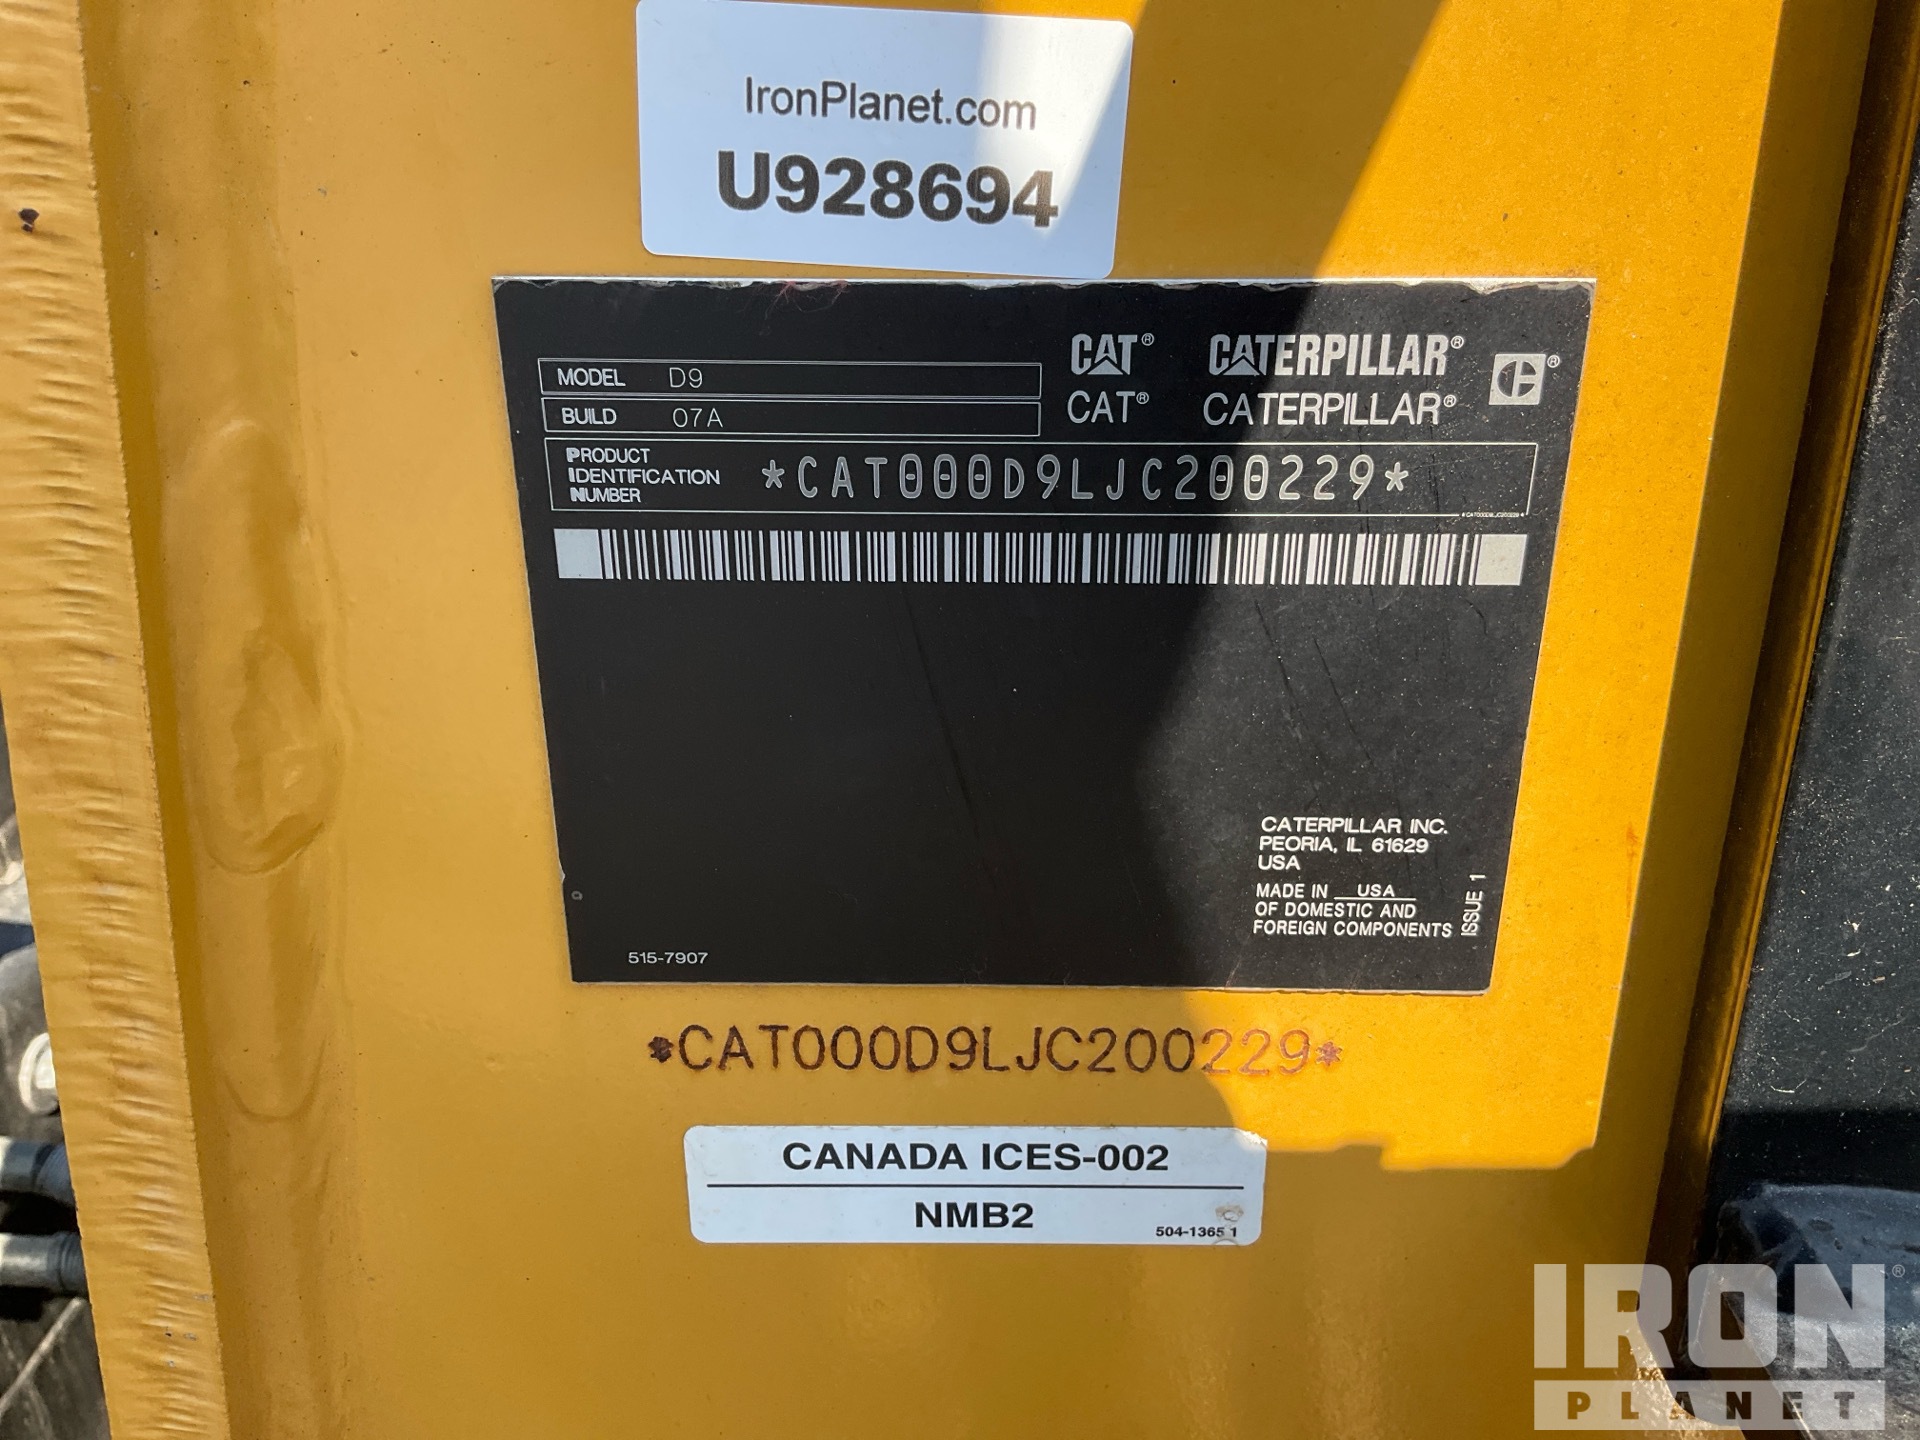 IronPlanet.com
U928694
MODEL D9
BUILD 07A
CAT® CATERPILLAR® ®
CAT® CATERPILLAR®
PRODUCT
IDENTIFICATION
NUMBER
*CAT000D9LJC200229*
*CAT000D9LJC200229*
CATERPILLAR INC.
PEORIA, IL 61629
USA
MADE IN USA
OF DOMESTIC AND
FOREIGN COMPONENTS
ISSUE 1
515-7907
*CAT000D9LJC200229*
CANADA ICES-002
NMB2
504-1365 1
IRON®
PLANET